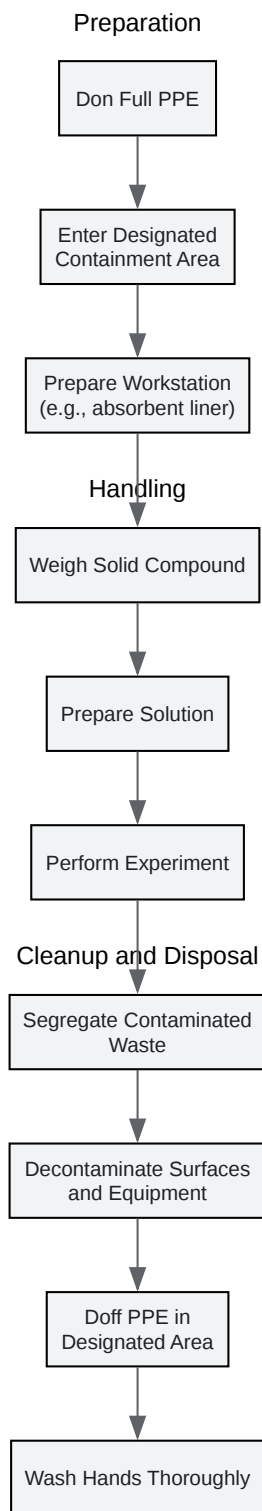 Preparation
Don Full PPE
Enter Designated
Containment Area
Prepare Workstation
(e.g., absorbent liner)
Handling
Weigh Solid Compound
Prepare Solution
Perform Experiment
Cleanup and Disposal
Segregate Contaminated
Waste
Decontaminate Surfaces
and Equipment
Doff PPE in
Designated Area
Wash Hands Thoroughly